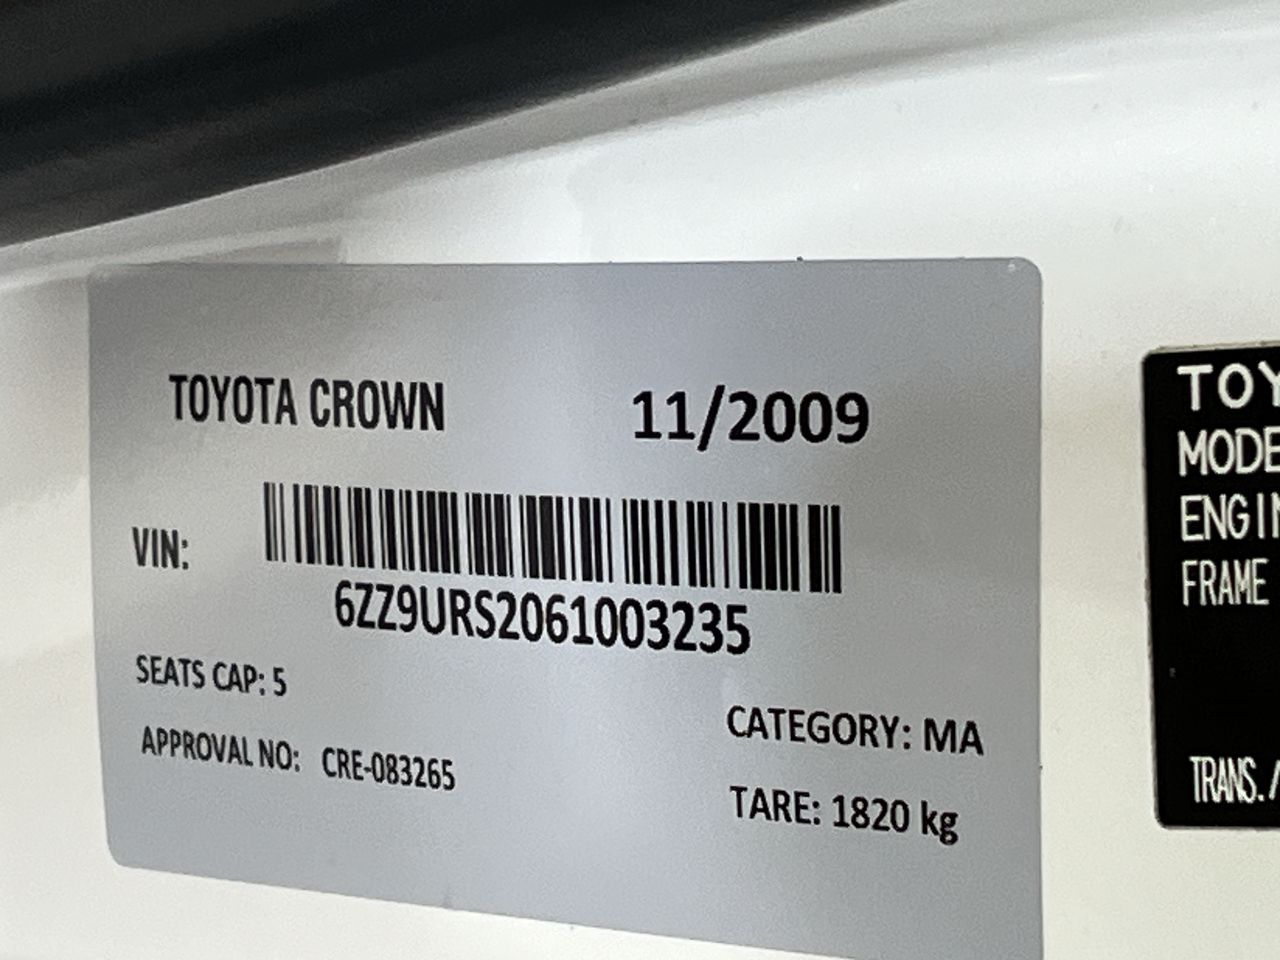 TOYOTA CROWN 11/2009
VIN:
6ZZ9URS2061003235
SEATS CAP: 5
CATEGORY: MA
APPROVAL NO: CRE-083265
TARE: 1820 kg
TOY
MODE
ENGIN
FRAME
TRANS./